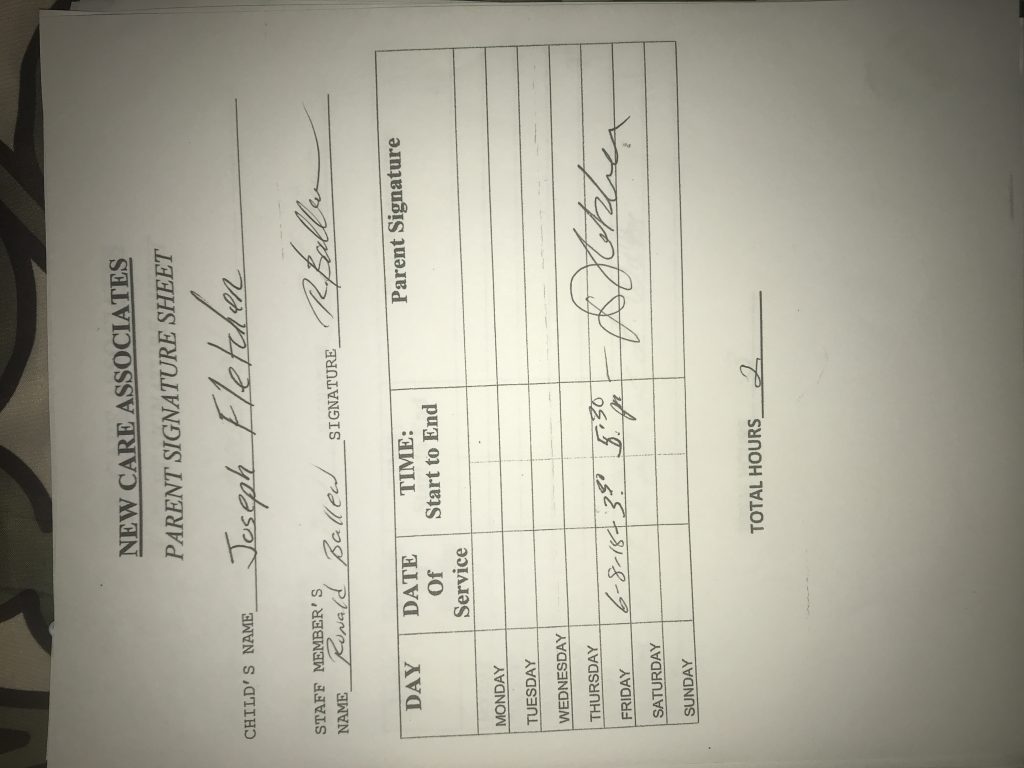 NEW CARE ASSOCIATES
PARENT SIGNATURE SHEET
CHILD'S NAME Joseph Fletcher
STAFF MEMBER'S
NAME Ronald Ballew SIGNATURE R Ballew
DAY DATE Of Service TIME: Start to End Parent Signature
MONDAY
TUESDAY
WEDNESDAY
THURSDAY
FRIDAY 6-8-18- 3:30 5:30 pm
SATURDAY
SUNDAY
TOTAL HOURS 2